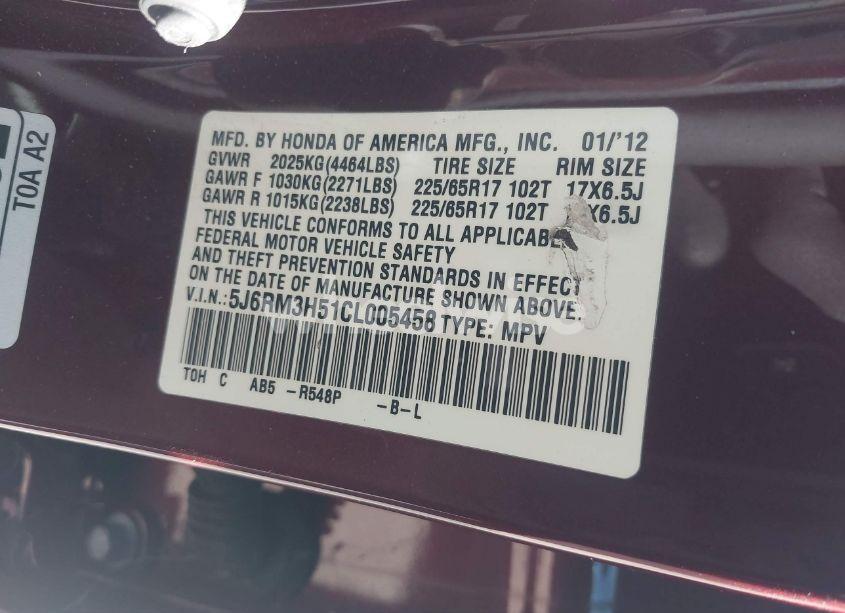 MFD. BY HONDA OF AMERICA MFG., INC. 01/'12
GVWR 2025KG(4464LBS) TIRE SIZE RIM SIZE
GAWR F 1030KG(2271LBS) 225/65R17 102T 17X6.5J
GAWR R 1015KG(2238LBS) 225/65R17 102T X6.5J
THIS VEHICLE CONFORMS TO ALL APPLICABLE
FEDERAL MOTOR VEHICLE SAFETY
AND THEFT PREVENTION STANDARDS IN EFFECT
ON THE DATE OF MANUFACTURE SHOWN ABOVE.
V.I.N.:5J6RM3H51CL005458 TYPE: MPV
TOH C AB5 -R548P -B-L
T0A A2